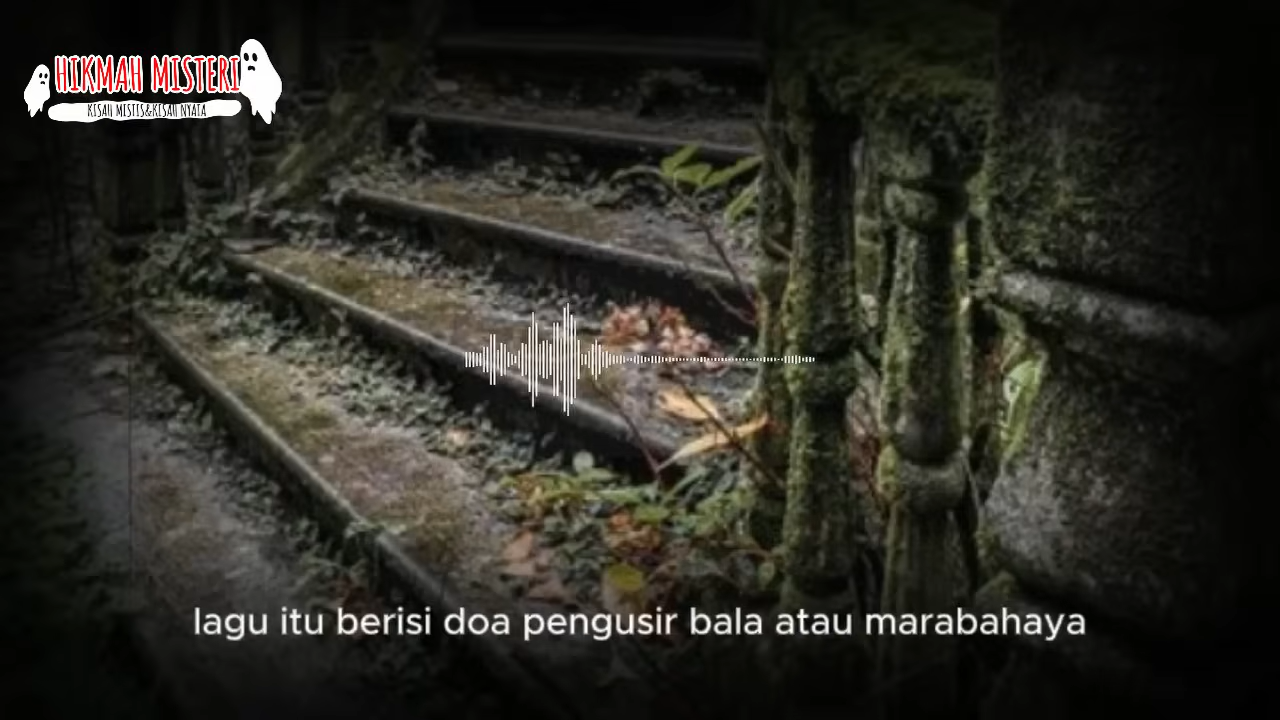 HIKMAH MISTERI
KISAH MISTIS&KISAH NYATA
lagu itu berisi doa pengusir bala atau marabahaya